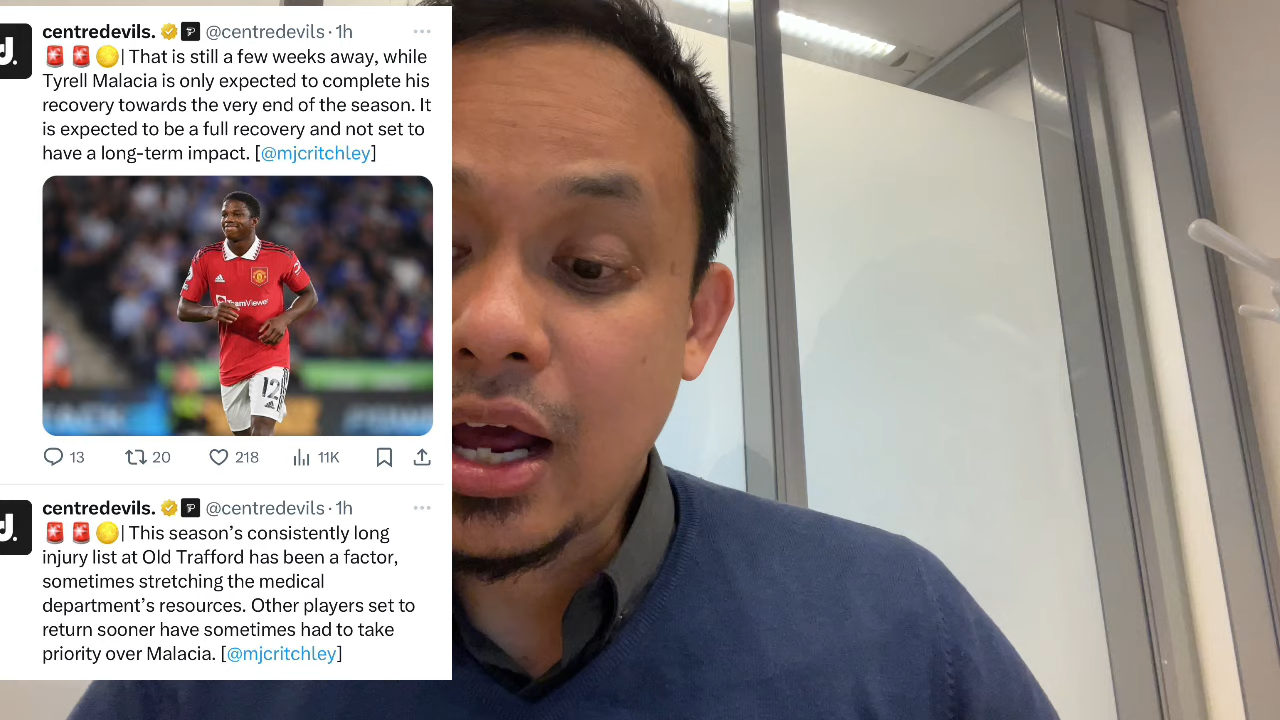 d.
centredevils. @centredevils · 1h
🚨🚨🟡| That is still a few weeks away, while
Tyrell Malacia is only expected to complete his
recovery towards the very end of the season. It
is expected to be a full recovery and not set to
have a long-term impact. [@mjcritchley]
TeamViewer
12
13 20 218 11K
d.
centredevils. @centredevils · 1h
🚨🚨🟡| This season’s consistently long
injury list at Old Trafford has been a factor,
sometimes stretching the medical
department’s resources. Other players set to
return sooner have sometimes had to take
priority over Malacia. [@mjcritchley]